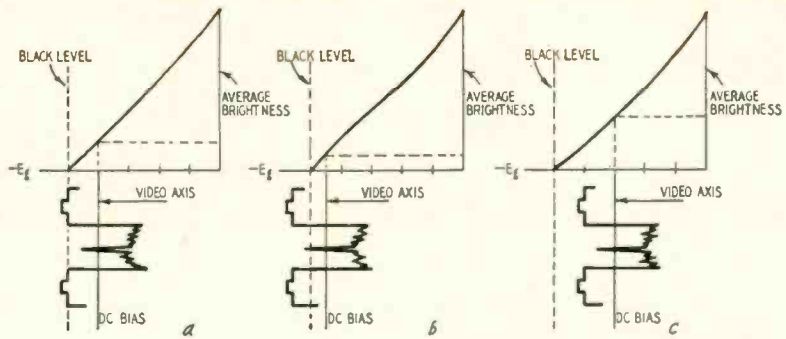 BLACK LEVEL
AVERAGE
BRIGHTNESS
-Eg
VIDEO AXIS
DC BIAS
a
BLACK LEVEL
AVERAGE
BRIGHTNESS
-Eg
VIDEO AXIS
DC BIAS
b
BLACK LEVEL
AVERAGE
BRIGHTNESS
-Eg
VIDEO AXIS
DC BIAS
c